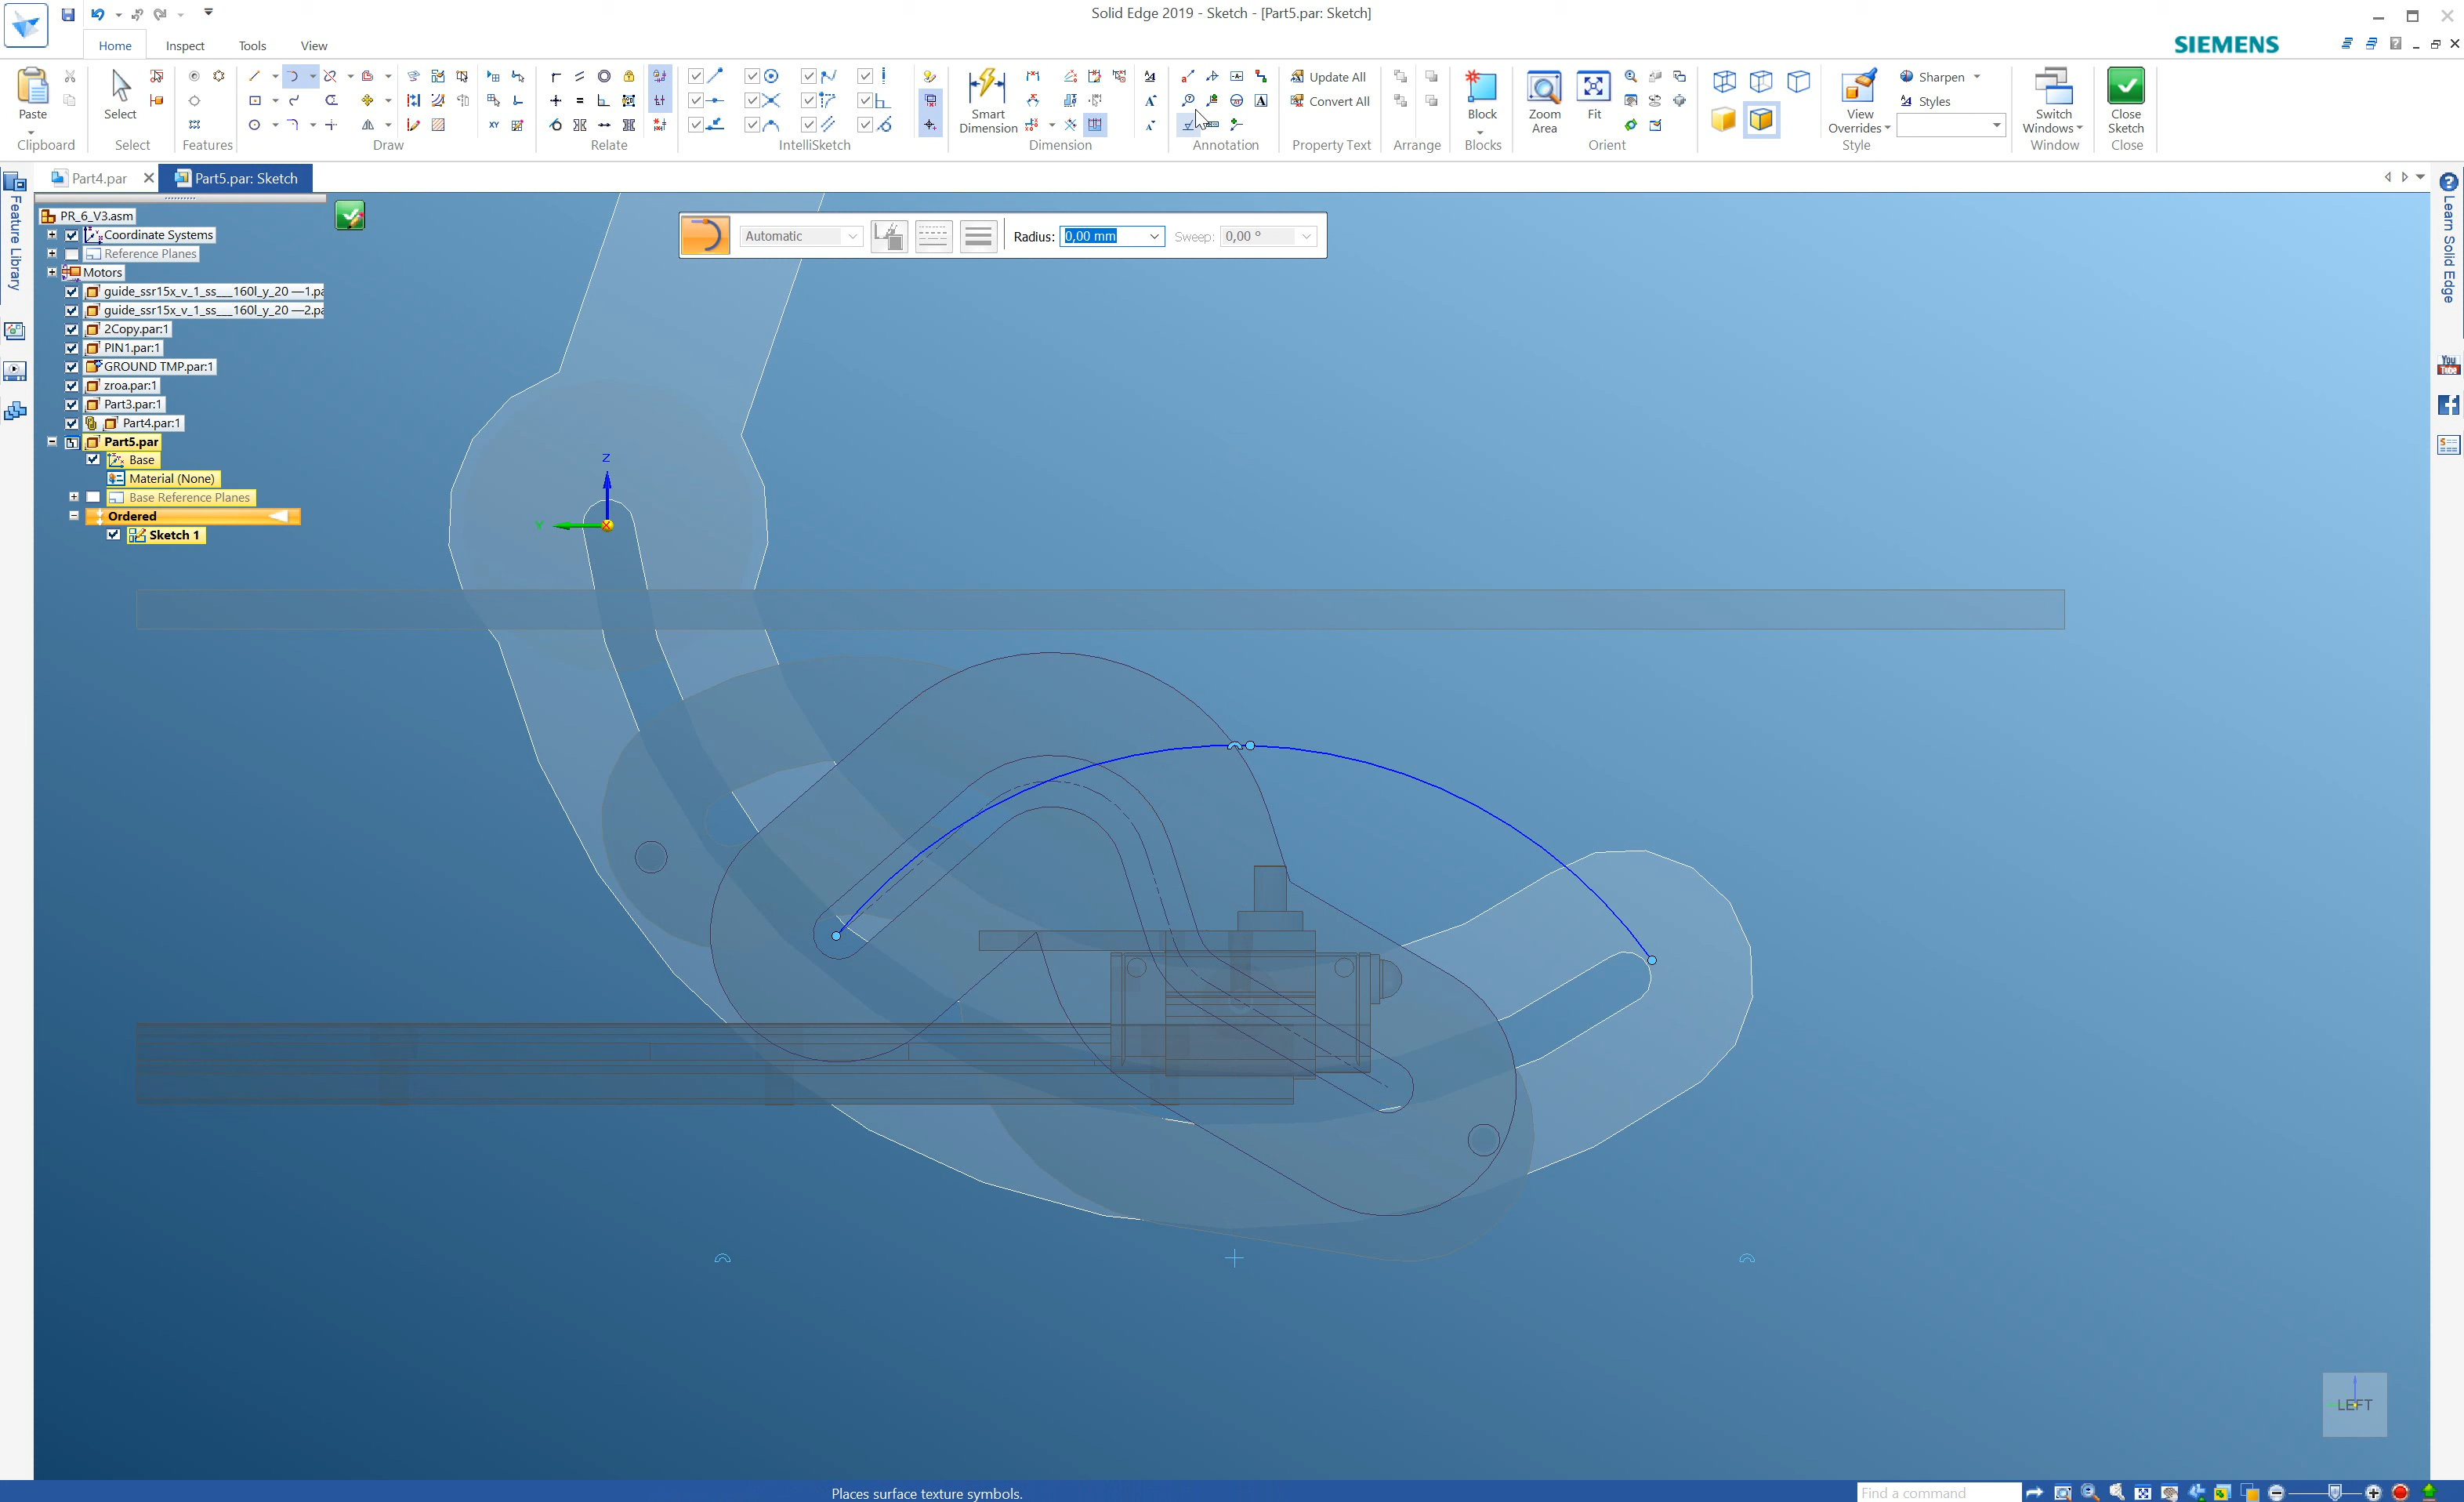 Solid Edge 2019 - Sketch - [Part5.par: Sketch]
Home
Inspect
Tools
View
SIEMENS
Paste
Select
Smart
Dimension
Update All
Convert All
Block
Zoom
Area
Fit
View
Overrides
Sharpen
Styles
Switch
Windows
Close
Sketch
XY
Clipboard
Select
Features
Draw
Relate
IntelliSketch
Dimension
Annotation
Property Text
Arrange
Blocks
Orient
Style
Window
Close
Part4.par
Part5.par: Sketch
Feature Library
Learn Solid Edge
You
Tube
PR_6_V3.asm
Coordinate Systems
Reference Planes
Motors
guide_ssr15x_v_1_ss___160l_y_20 —1.pa
guide_ssr15x_v_1_ss___160l_y_20 —2.pa
2Copy.par:1
PIN1.par:1
GROUND TMP.par:1
zroa.par:1
Part3.par:1
Part4.par:1
Part5.par
Base
Material (None)
Base Reference Planes
Ordered
Sketch 1
Automatic
Radius:
0,00 mm
Sweep:
0,00 °
Z
Y
LEFT
Places surface texture symbols.
Find a command